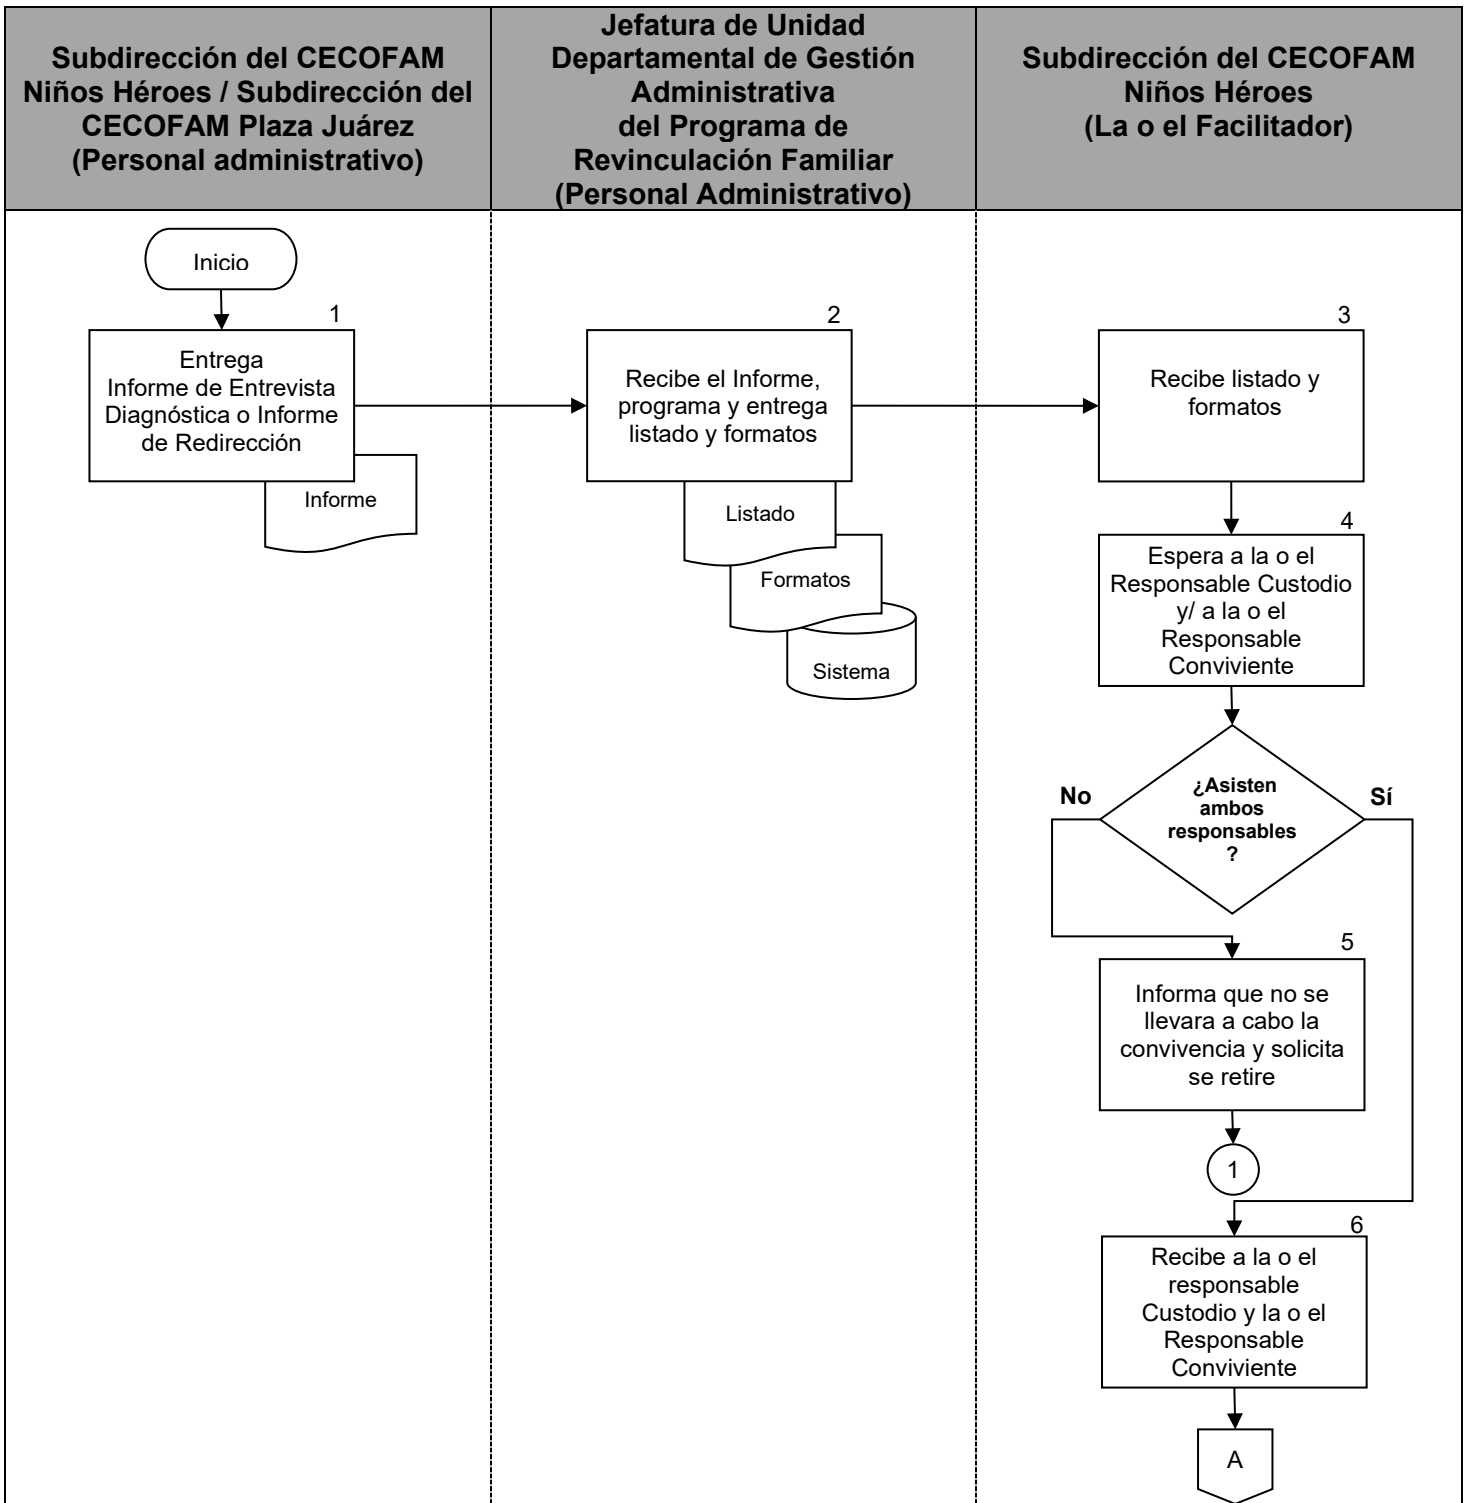 Subdirección del CECOFAM
Niños Héroes / Subdirección del
CECOFAM Plaza Juárez
(Personal administrativo)
Jefatura de Unidad
Departamental de Gestión
Administrativa
del Programa de
Revinculación Familiar
(Personal Administrativo)
Subdirección del CECOFAM
Niños Héroes
(La o el Facilitador)
Inicio
1
Entrega
Informe de Entrevista
Diagnóstica o Informe
de Redirección
Informe
2
Recibe el Informe,
programa y entrega
listado y formatos
Listado
Formatos
Sistema
3
Recibe listado y
formatos
4
Espera a la o el
Responsable Custodio
y/ a la o el
Responsable
Conviviente
No
¿Asisten
ambos
responsables
?
Sí
5
Informa que no se
llevara a cabo la
convivencia y solicita
se retire
1
6
Recibe a la o el
responsable
Custodio y la o el
Responsable
Conviviente
A